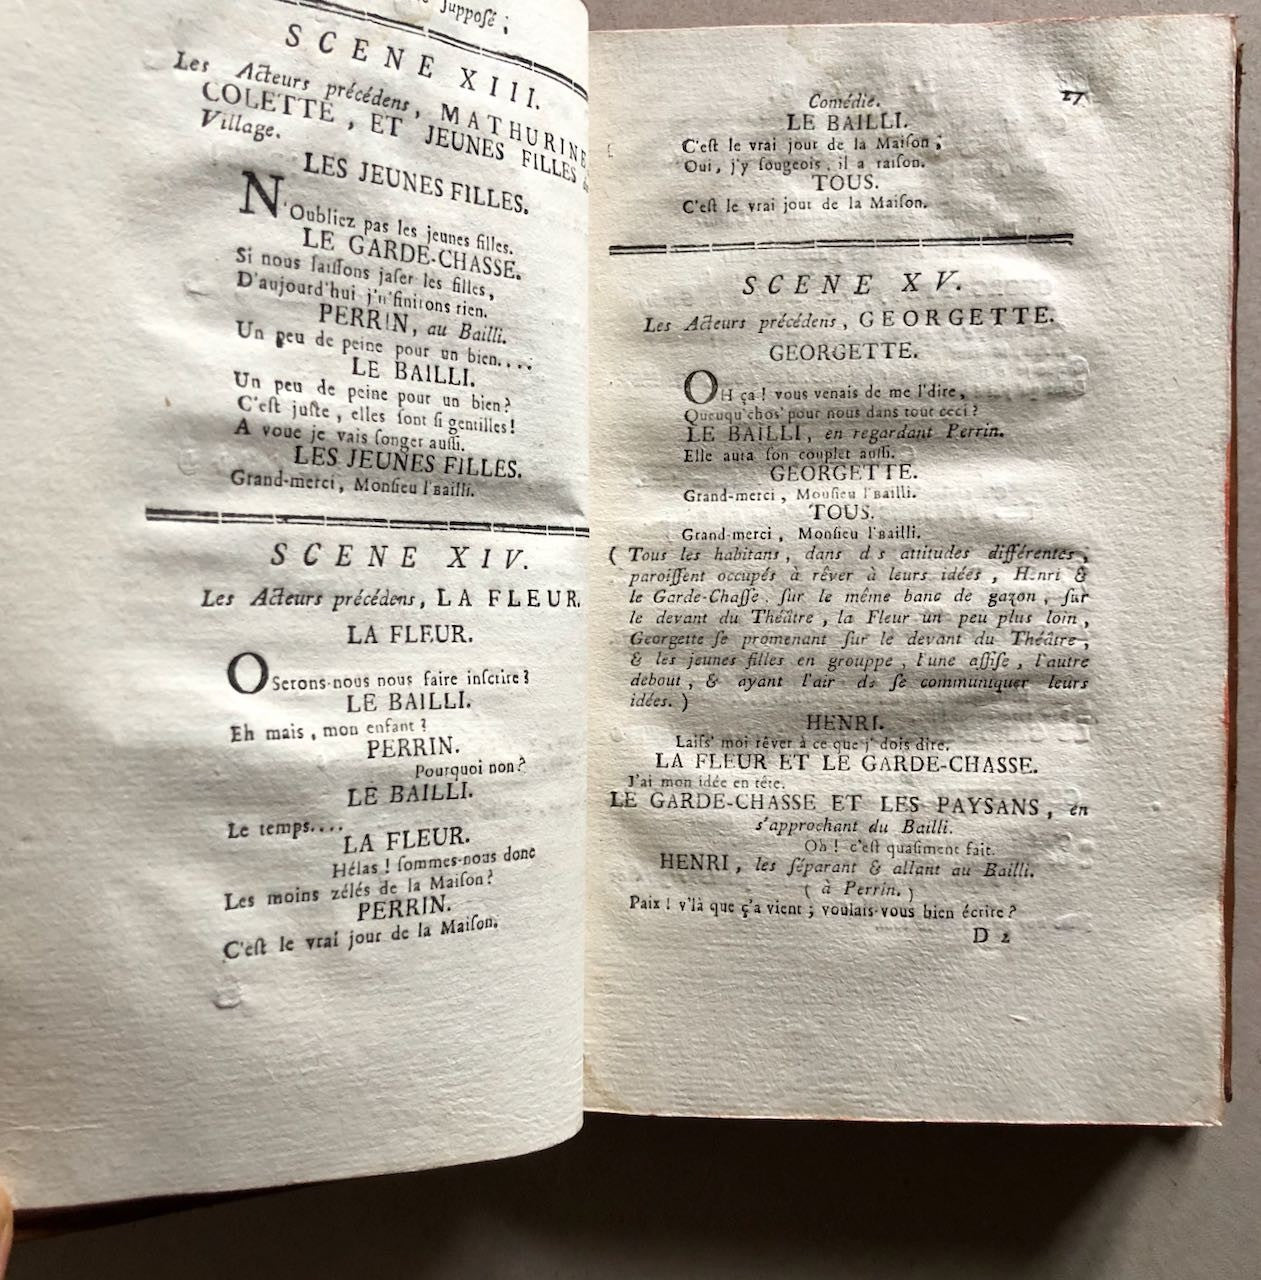 supposé ;
SCENE XIII.
Les Acteurs précédens, MATHURINE
COLETTE, ET JEUNES FILLES
Village.
LES JEUNES FILLES.
N'Oubliez pas les jeunes filles.
LE GARDE-CHASSE.
Si nous laissons jaser les filles,
D'aujourd'hui j'n'finirons rien.
PERRIN, au Bailli.
Un peu de peine pour un bien....
LE BAILLI.
Un peu de peine pour un bien?
C'est juste, elles sont si gentilles!
A voue je vais songer aussi.
LES JEUNES FILLES.
Grand-merci, Monsieu l'Bailli.
SCENE XIV.
Les Acteurs précédens, LA FLEUR.
LA FLEUR.
OSerons-nous nous faire inscrire?
LE BAILLI.
Eh mais, mon enfant?
PERRIN.
Pourquoi non?
LE BAILLI.
Le temps....
LA FLEUR.
Hélas! sommes-nous donc
Les moins zélés de la Maison?
PERRIN.
C'est le vrai jour de la Maison.
Comédie. 27
LE BAILLI.
C'est le vrai jour de la Maison;
Oui, j'y songeois, il a raison.
TOUS.
C'est le vrai jour de la Maison.
SCENE XV.
Les Acteurs précédens, GEORGETTE.
GEORGETTE.
OH ça! vous venais de me l'dire,
Queuqu'chos' pour nous dans tout ceci?
LE BAILLI, en regardant Perrin.
Elle aura son couplet aussi.
GEORGETTE.
Grand-merci, Monsieu l'Bailli.
TOUS.
Grand-merci, Monsieu l'Bailli.
(Tous les habitans, dans d s attitudes différentes,
paroissent occupés à rêver à leurs idées, Henri &
le Garde-Chasse sur le même banc de gazon, sur
le devant du Théâtre, la Fleur un peu plus loin,
Georgette se promenant sur le devant du Théâtre,
& les jeunes filles en grouppe, l'une assise, l'autre
debout, & ayant l'air de se communiquer leurs
idées.)
HENRI.
Laiss' moi rêver à ce que j'dois dire.
LA FLEUR ET LE GARDE-CHASSE.
J'ai mon idée en tête.
LE GARDE-CHASSE ET LES PAYSANS, en
s'approchant du Bailli.
Oh! c'est quasiment fait.
HENRI, les séparant & allant au Bailli.
(à Perrin.)
Paix! v'là que ç'a vient; voulais-vous bien écrire?
D 2